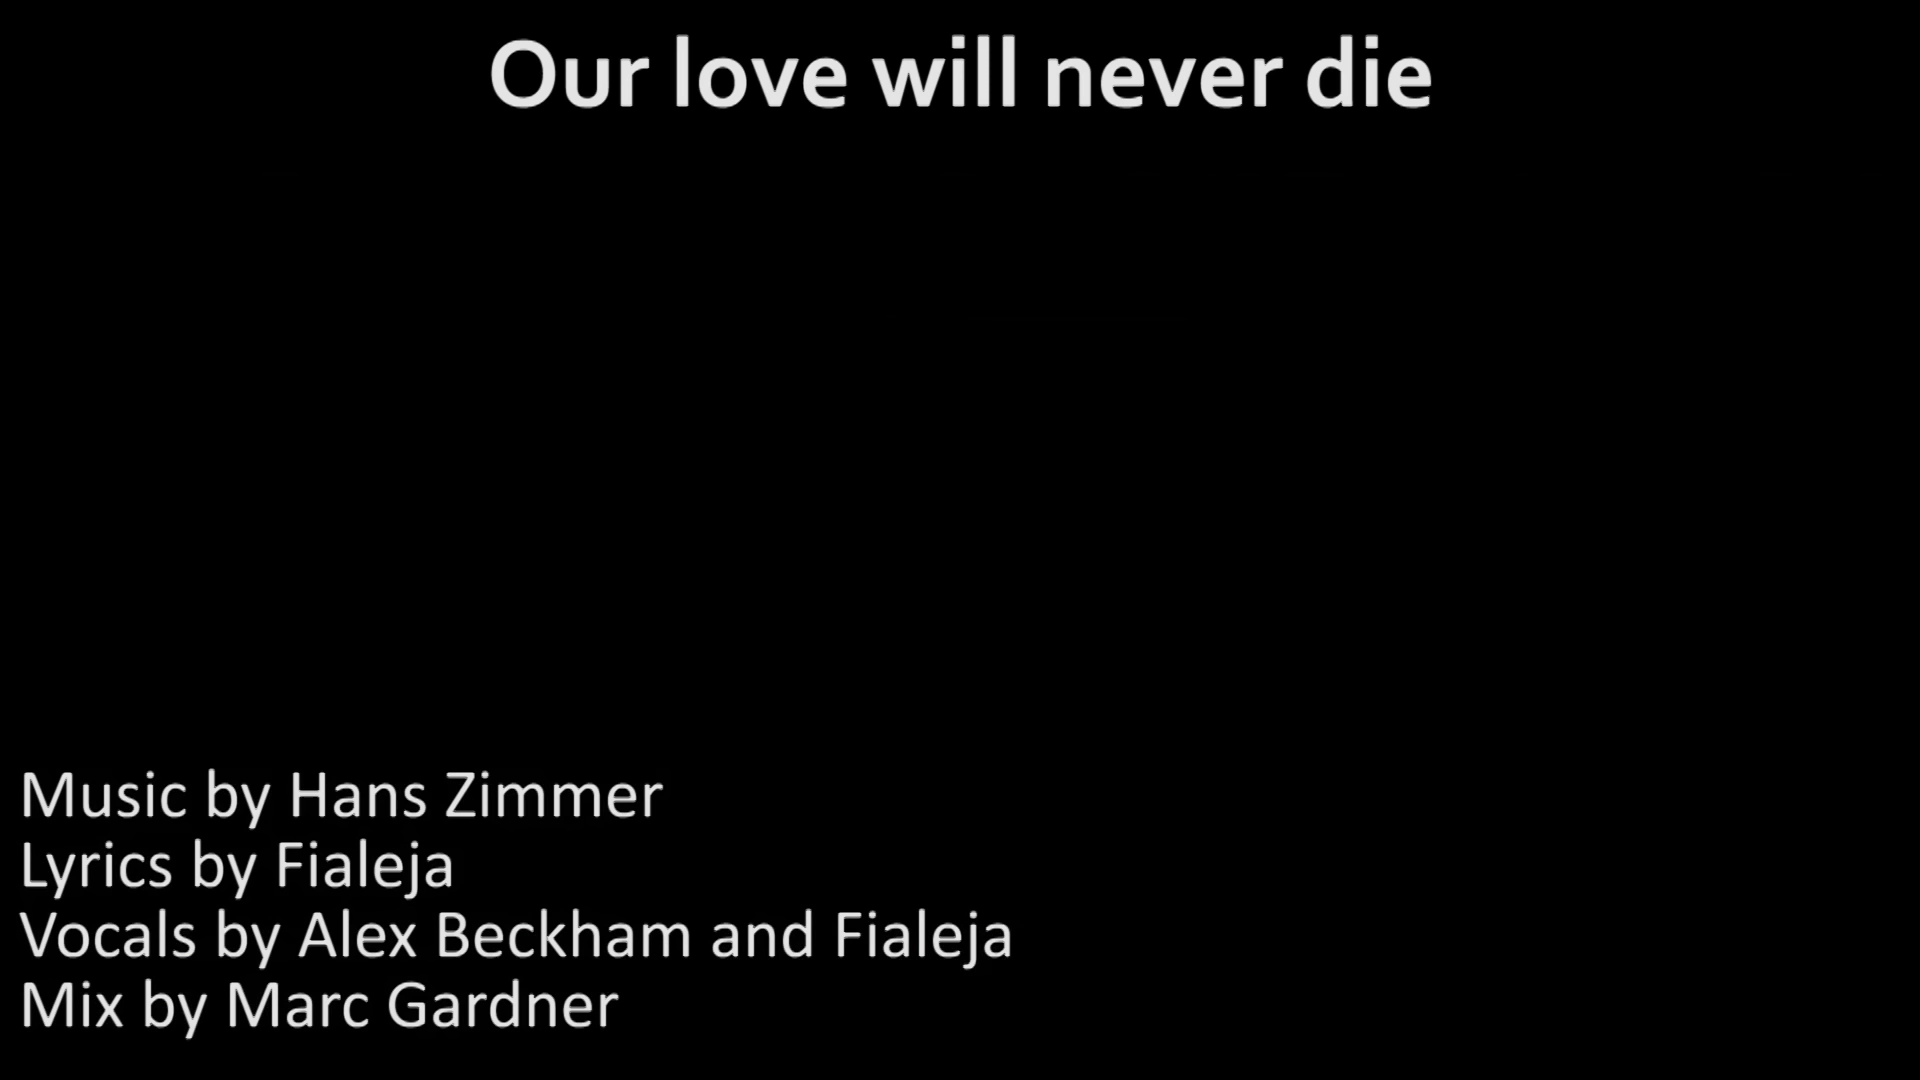 Our love will never die
Music by Hans Zimmer
Lyrics by Fialeja
Vocals by Alex Beckham and Fialeja
Mix by Marc Gardner